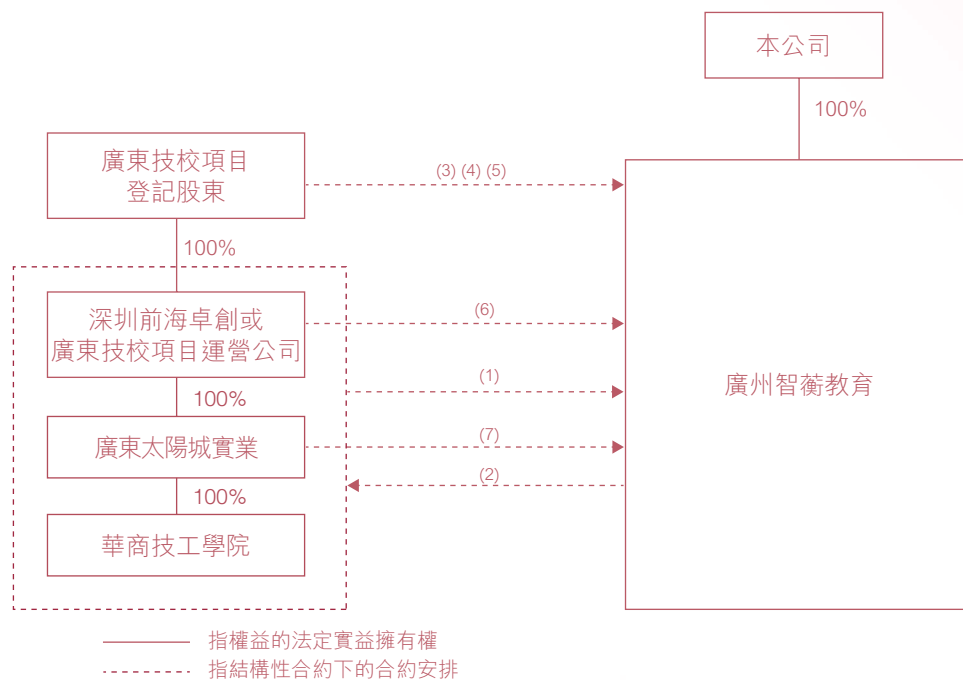 本公司
100%
廣東技校項目
登記股東
(3) (4) (5)
100%
深圳前海卓創或
廣東技校項目運營公司
(6)
(1)
廣州智蘅教育
100%
廣東太陽城實業
(7)
(2)
100%
華商技工學院
指權益的法定實益擁有權
指結構性合約下的合約安排